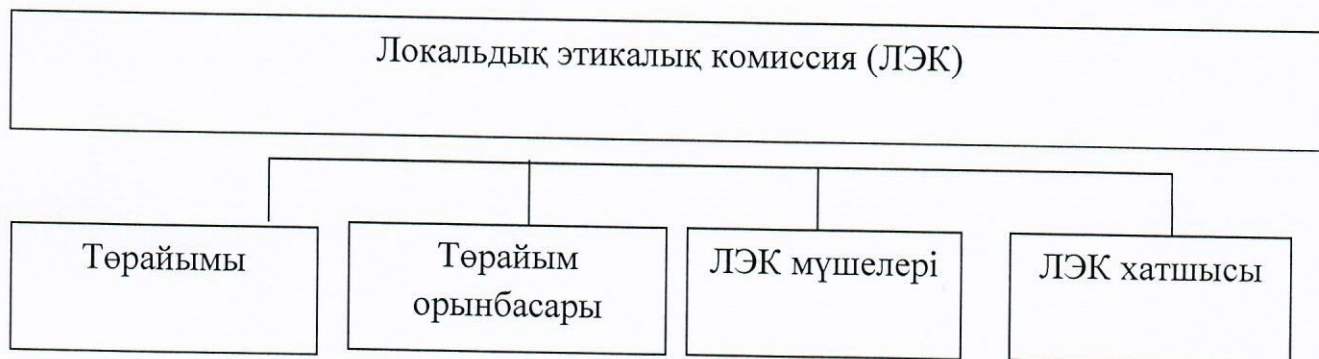 Локальдық этикалық комиссия (ЛЭК)
Төрайымы
Төрайым
орынбасары
ЛЭК мүшелері
ЛЭК хатшысы